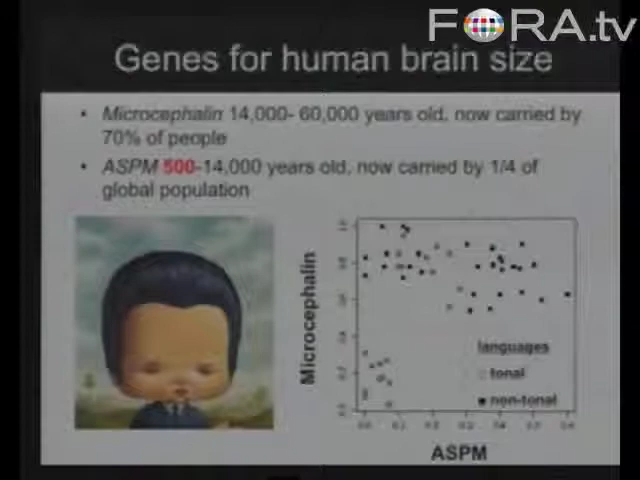 FORA.tv
Genes for human brain size
• Microcephalin 14,000- 60,000 years old, now carried by
70% of people
• ASPM 500-14,000 years old, now carried by 1/4 of
global population
Microcephalin
languages
tonal
non-tonal
ASPM